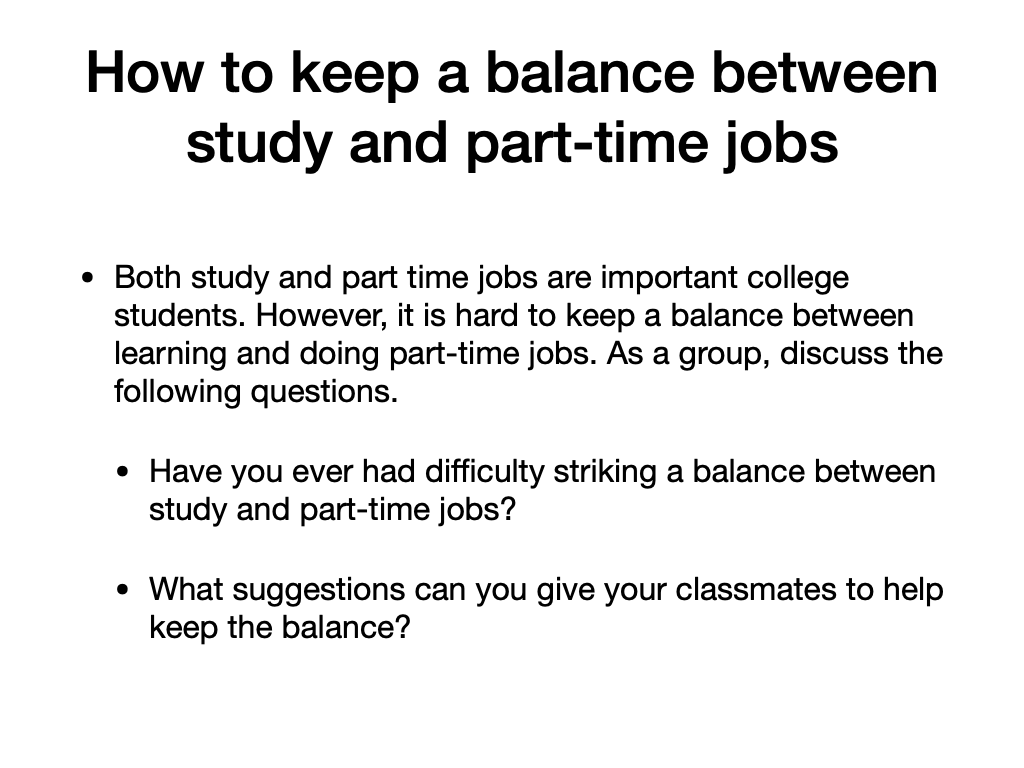 How to keep a balance between
study and part-time jobs
• Both study and part time jobs are important college
students. However, it is hard to keep a balance between
learning and doing part-time jobs. As a group, discuss the
following questions.
• Have you ever had difficulty striking a balance between
study and part-time jobs?
• What suggestions can you give your classmates to help
keep the balance?